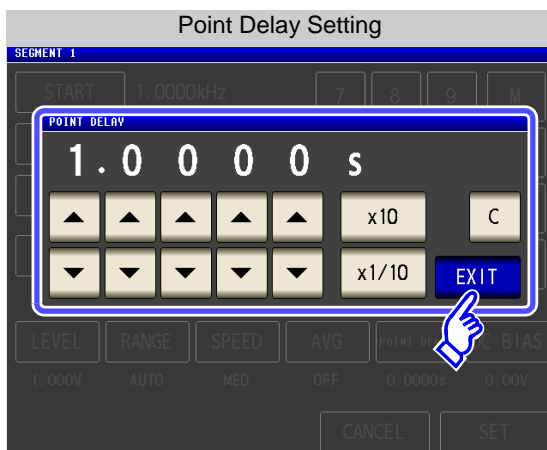 Point Delay Setting
SEGMENT 1
START 1.0000kHz 7 8 9 M
POINT DELAY
1.0000 s
x10 C
x1/10 EXIT
LEVEL RANGE SPEED AVG POINT DE C BIAS
1.000V AUTO MED OFF 0.0000s 0.00V
CANCEL SET